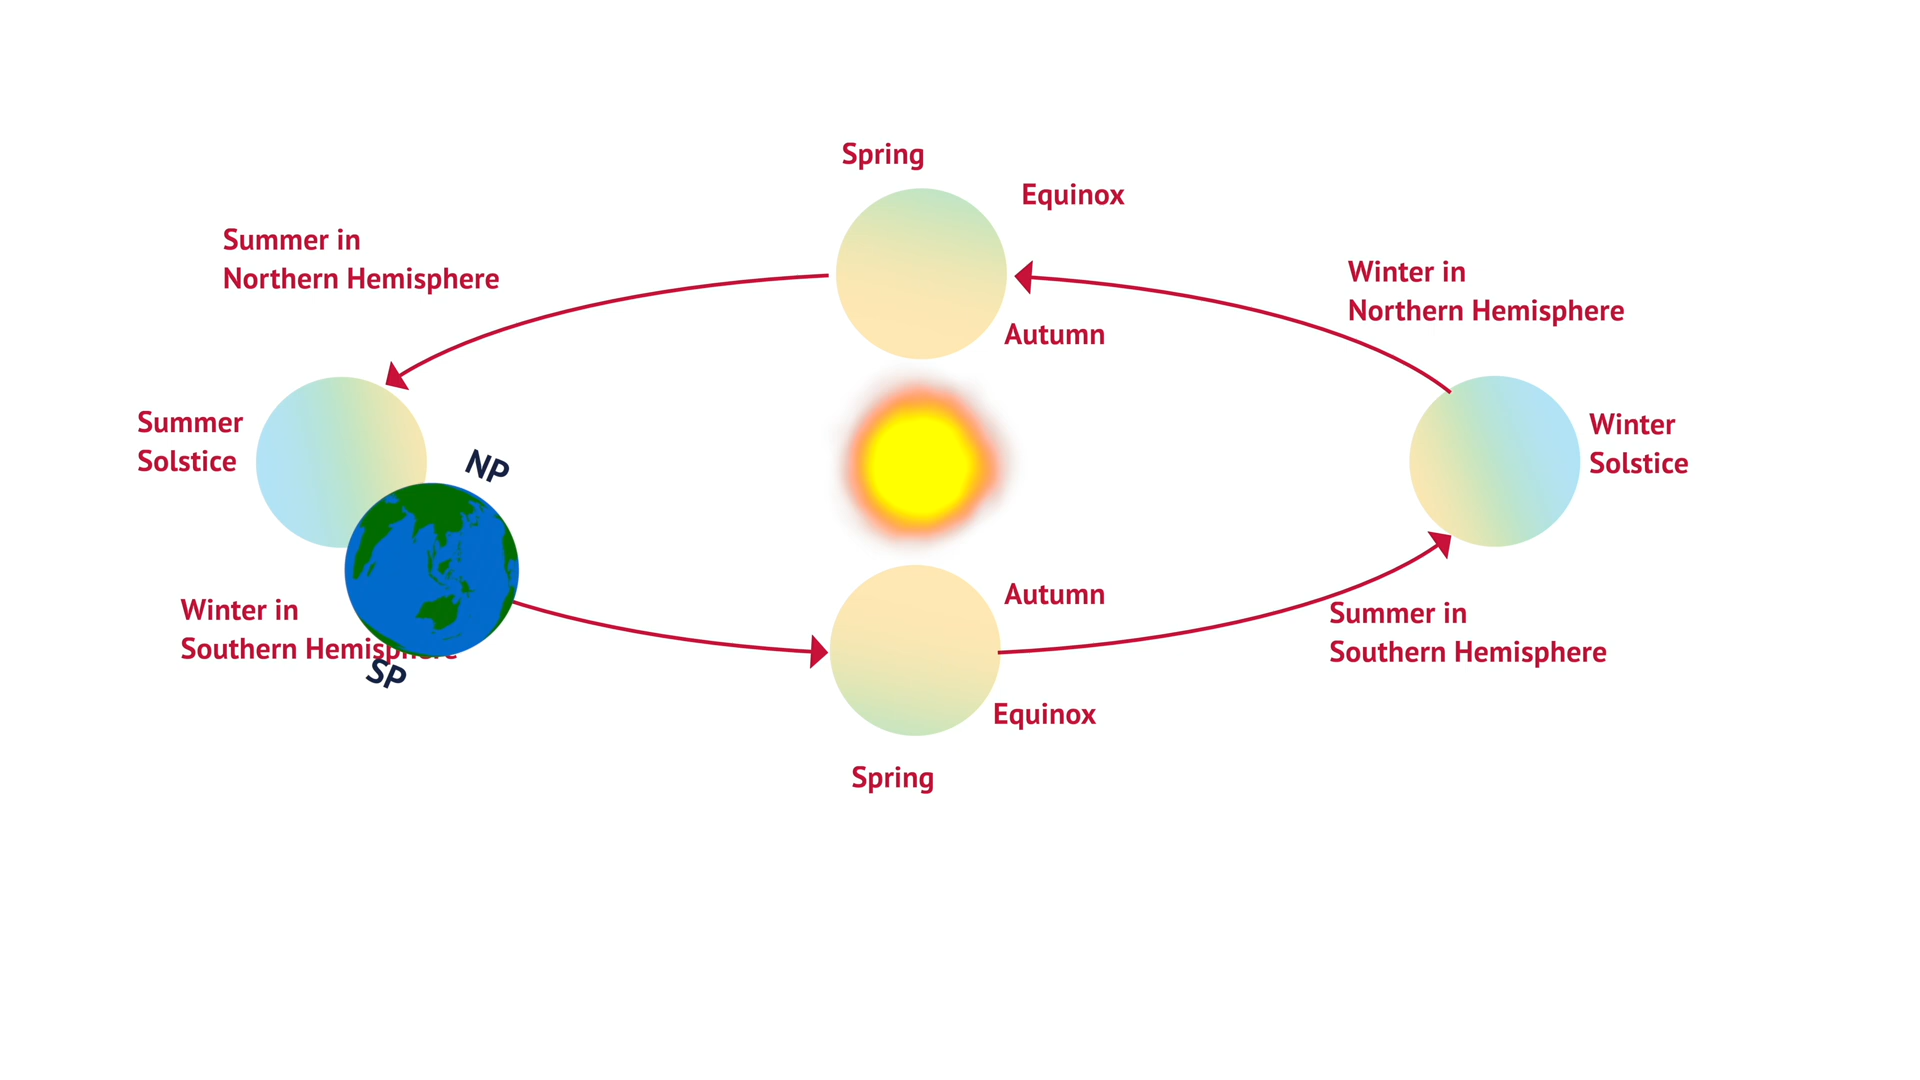 Spring
Equinox
Summer in
Northern Hemisphere
Winter in
Northern Hemisphere
Autumn
Summer
Solstice
NP
Winter
Solstice
Autumn
Winter in
Southern Hemisphere
SP
Summer in
Southern Hemisphere
Equinox
Spring